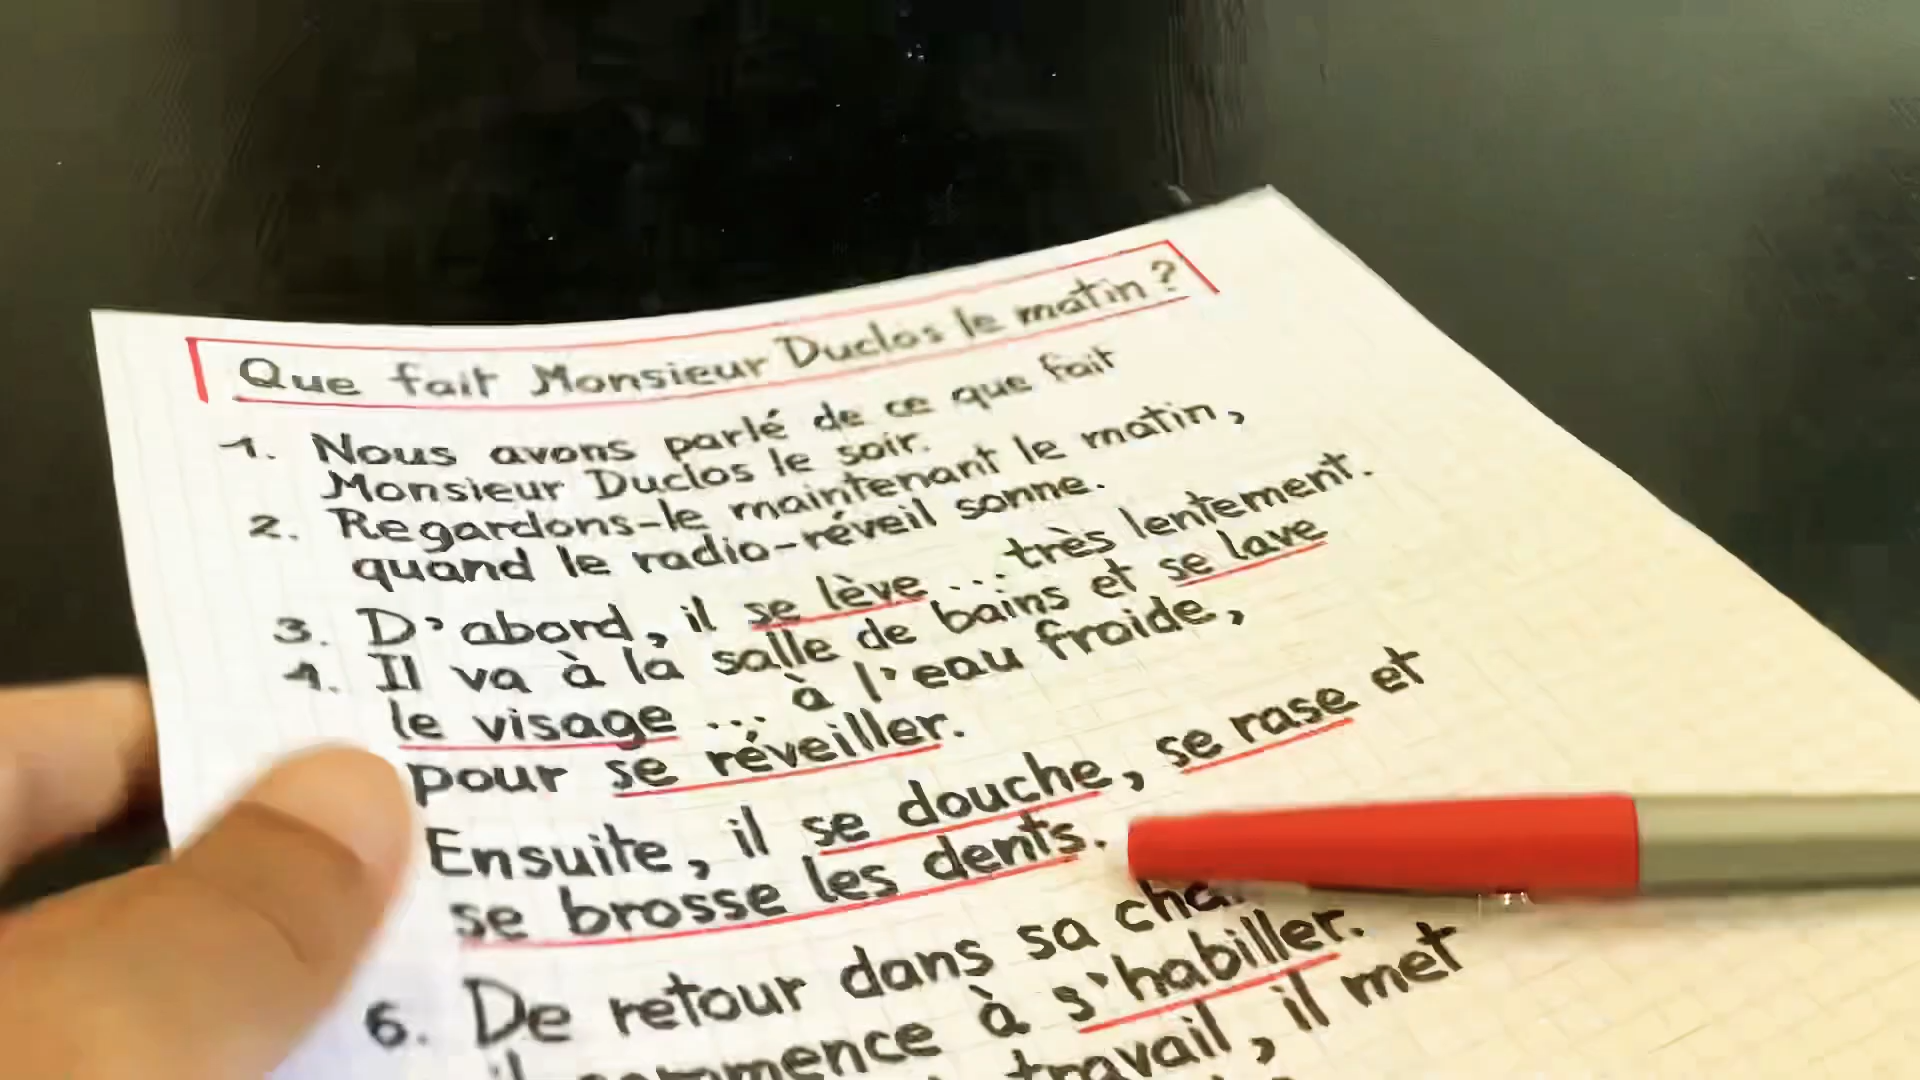 Que fait Monsieur Duclos le matin ?
1. Nous avons parlé de ce que fait
Monsieur Duclos le soir.
2. Regardons-le maintenant le matin,
quand le radio-réveil sonne.
3. D'abord, il se lève ... très lentement.
4. Il va à la salle de bains et se lave
le visage ... à l'eau froide,
pour se réveiller.
Ensuite, il se douche, se rase et
se brosse les dents.
6. De retour dans sa
à s'habiller.
travail, il met